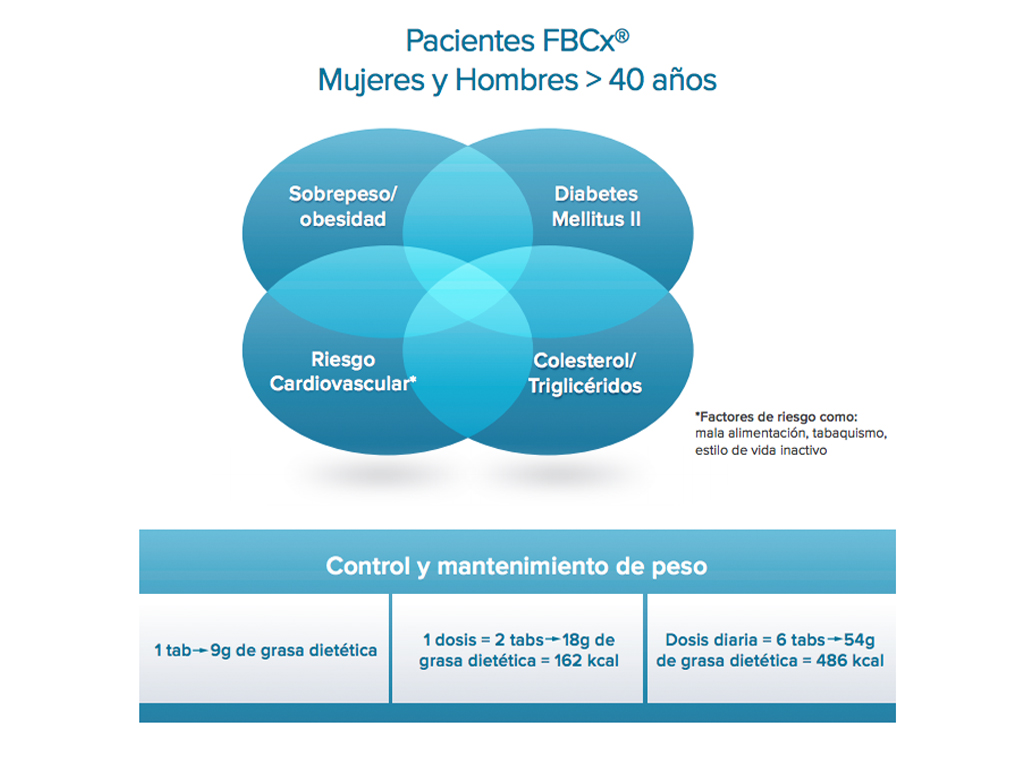 Pacientes FBCx®
Mujeres y Hombres > 40 años
Sobrepeso/
obesidad
Diabetes
Mellitus II
Riesgo
Cardiovascular*
Colesterol/
Triglicéridos
*Factores de riesgo como:
mala alimentación, tabaquismo,
estilo de vida inactivo
Control y mantenimiento de peso
1 tab→9g de grasa dietética
1 dosis = 2 tabs→18g de
grasa dietética = 162 kcal
Dosis diaria = 6 tabs→54g
de grasa dietética = 486 kcal